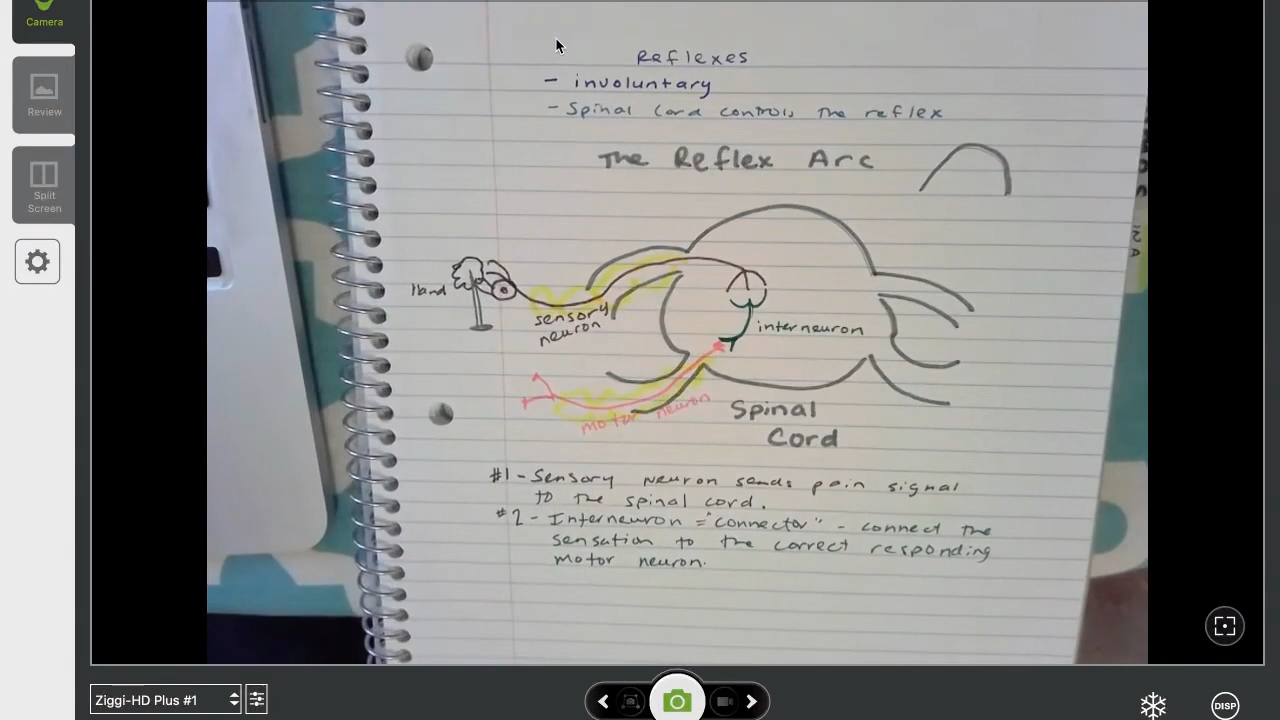 Camera
Review
Split
Screen
Reflexes
- involuntary
- Spinal Cord controls the reflex
The Reflex Arc
Hand
sensory
neuron
interneuron
motor neuron
Spinal
Cord
#1 - Sensory neuron sends pain signal
to the spinal cord.
#2 - Interneuron = "connector" - connect the
sensation to the correct responding
motor neuron.
Ziggi-HD Plus #1
DISP